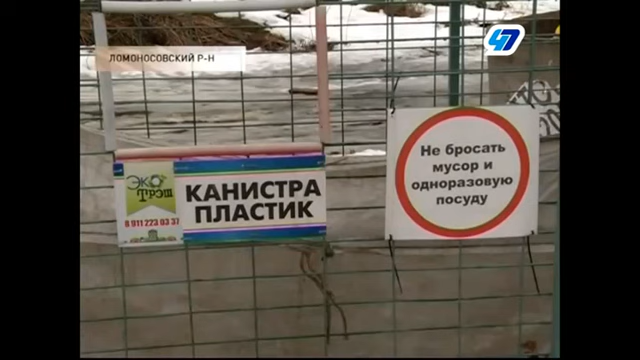 ЛОМОНОСОВСКИЙ Р-Н
47
ЭКО
ТРЭШ
8 911 223 03 37
КАНИСТРА
ПЛАСТИК
Не бросать
мусор и
одноразовую
посуду